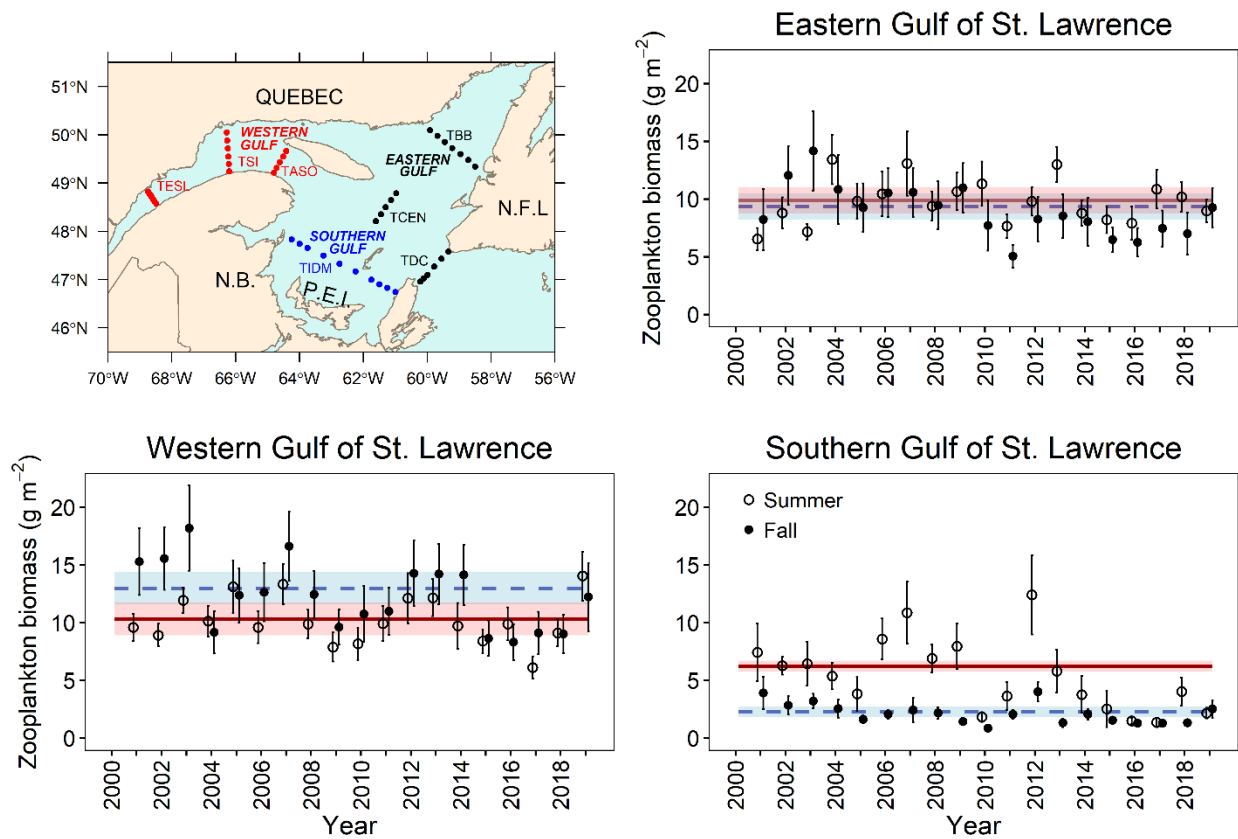 51°N
50°N
49°N
48°N
47°N
46°N
70°W
68°W
66°W
64°W
62°W
60°W
58°W
56°W
QUEBEC
WESTERN
GULF
TSI
TASO
TESL
TBB
EASTERN
GULF
TCEN
N.F.L
SOUTHERN
GULF
TIDM
TDC
N.B.
P.E.I.
Eastern Gulf of St. Lawrence
Zooplankton biomass (g m⁻²)
20
15
10
5
0
2000
2002
2004
2006
2008
2010
2012
2014
2016
2018
Western Gulf of St. Lawrence
Zooplankton biomass (g m⁻²)
20
15
10
5
0
2000
2002
2004
2006
2008
2010
2012
2014
2016
2018
Year
Southern Gulf of St. Lawrence
Summer
Fall
20
15
10
5
0
2000
2002
2004
2006
2008
2010
2012
2014
2016
2018
Year